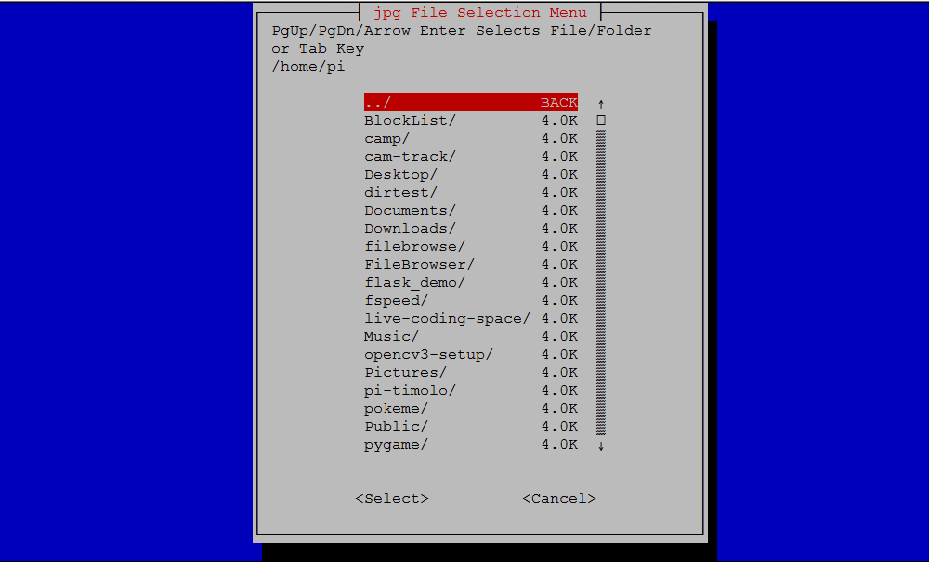 jpg File Selection Menu
PgUp/PgDn/Arrow Enter Selects File/Folder
or Tab Key
/home/pi
../ BACK ↑
BlockList/ 4.0K
camp/ 4.0K
cam-track/ 4.0K
Desktop/ 4.0K
dirtest/ 4.0K
Documents/ 4.0K
Downloads/ 4.0K
filebrowse/ 4.0K
FileBrowser/ 4.0K
flask_demo/ 4.0K
fspeed/ 4.0K
live-coding-space/ 4.0K
Music/ 4.0K
opencv3-setup/ 4.0K
Pictures/ 4.0K
pi-timolo/ 4.0K
pokeme/ 4.0K
Public/ 4.0K
pygame/ 4.0K ↓
<Select> <Cancel>